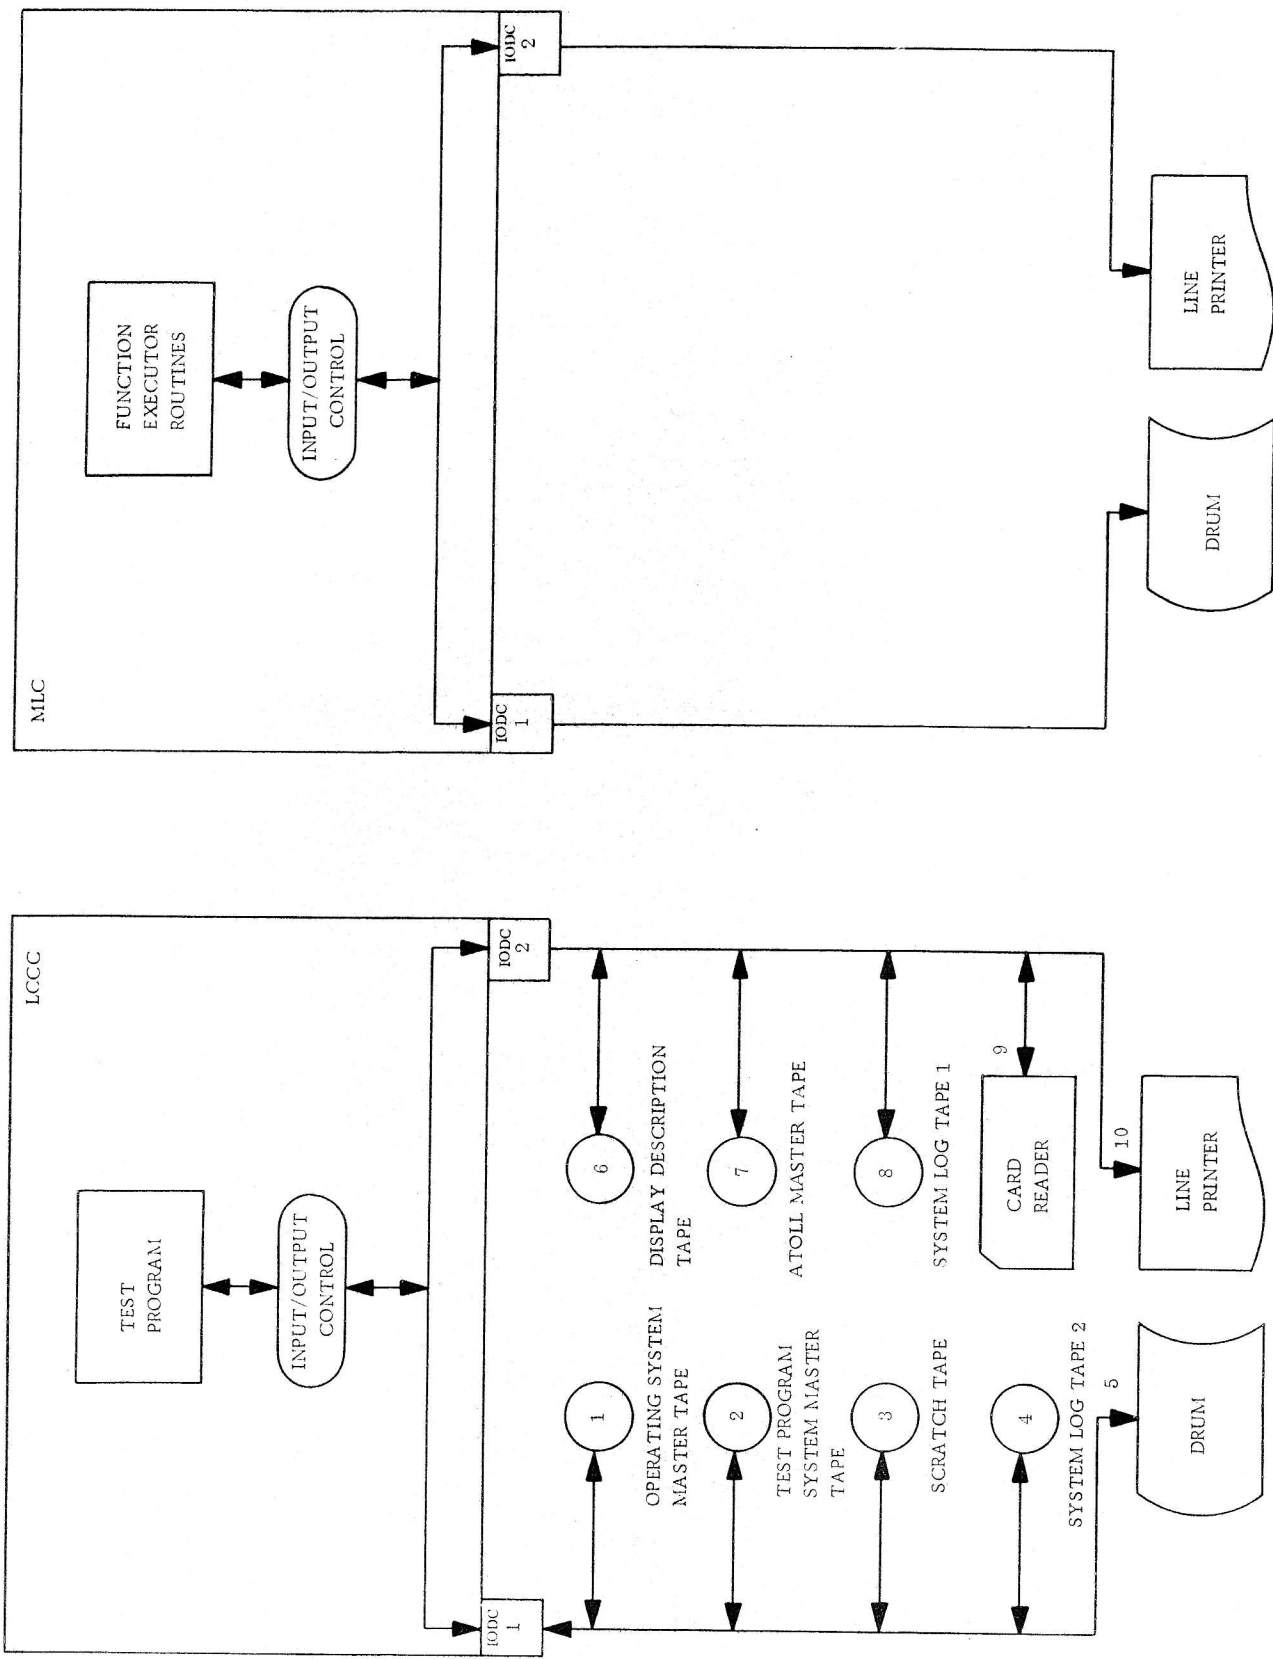 LCCC
TEST
PROGRAM
INPUT/OUTPUT
CONTROL
IODC
1
IODC
2
1
OPERATING SYSTEM
MASTER TAPE
2
TEST PROGRAM
SYSTEM MASTER
TAPE
3
SCRATCH TAPE
4
SYSTEM LOG TAPE 2
5
DRUM
6
DISPLAY DESCRIPTION
TAPE
7
ATOLL MASTER TAPE
8
SYSTEM LOG TAPE 1
9
CARD
READER
10
LINE
PRINTER
MLC
FUNCTION
EXECUTOR
ROUTINES
INPUT/OUTPUT
CONTROL
IODC
1
IODC
2
DRUM
LINE
PRINTER